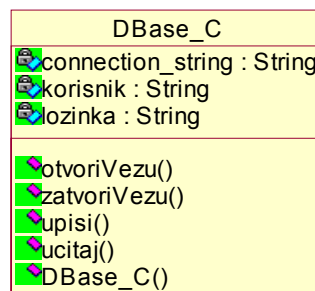 DBase_C
connection_string : String
korisnik : String
lozinka : String
otvoriVezu()
zatvoriVezu()
upisi()
ucitaj()
DBase_C()